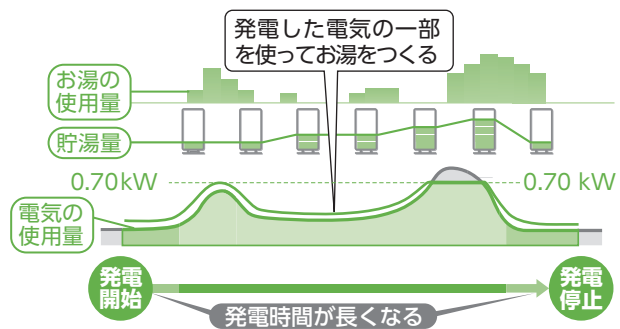 発電した電気の一部
を使ってお湯をつくる
お湯の
使用量
貯湯量
0.70kW
0.70 kW
電気の
使用量
発電
開始
発電
停止
発電時間が長くなる